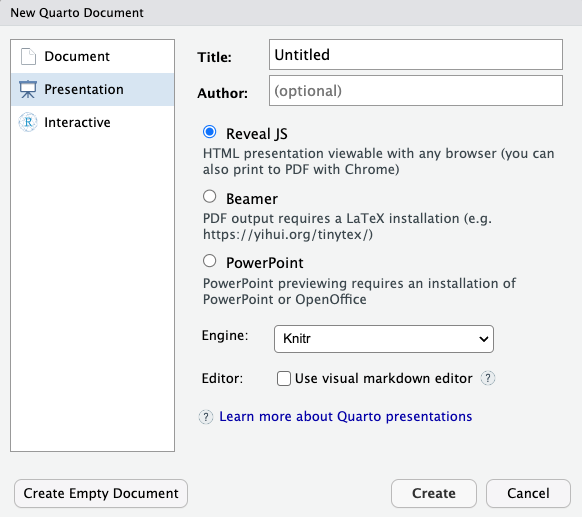 New Quarto Document
Document
Presentation
R Interactive
Title: Untitled
Author: (optional)
Reveal JS
HTML presentation viewable with any browser (you can
also print to PDF with Chrome)
Beamer
PDF output requires a LaTeX installation (e.g.
https://yihui.org/tinytex/)
PowerPoint
PowerPoint previewing requires an installation of
PowerPoint or OpenOffice
Engine: Knitr
Editor: Use visual markdown editor ?
? Learn more about Quarto presentations
Create Empty Document Create Cancel